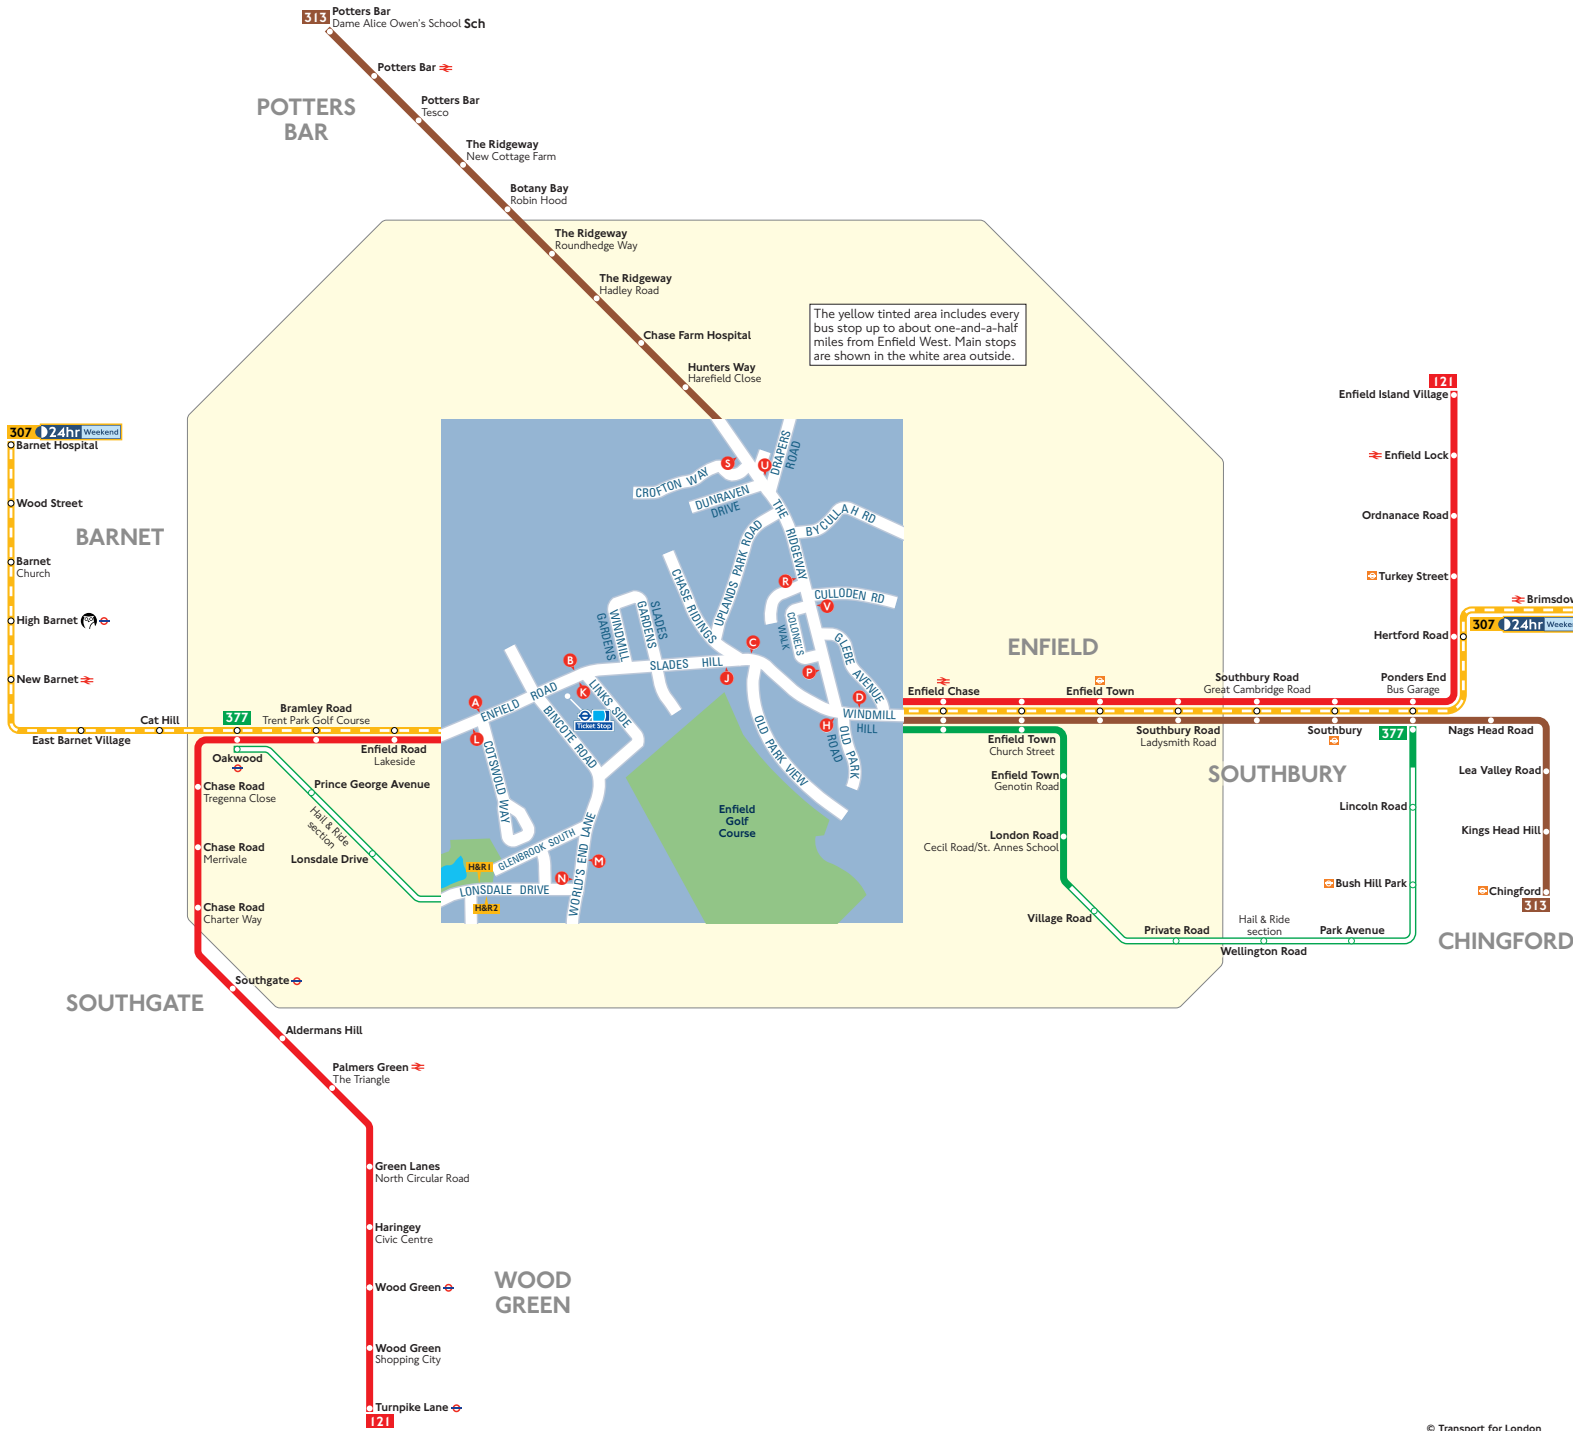 313
Potters Bar
Dame Alice Owen's School Sch
Potters Bar
POTTERS
BAR
Potters Bar
Tesco
The Ridgeway
New Cottage Farm
Botany Bay
Robin Hood
The Ridgeway
Roundhedge Way
The Ridgeway
Hadley Road
Chase Farm Hospital
Hunters Way
Harefield Close
The yellow tinted area includes every
bus stop up to about one-and-a-half
miles from Enfield West. Main stops
are shown in the white area outside.
121
Enfield Island Village
Enfield Lock
Ordnanace Road
Turkey Street
Brimsdow
307 24hr Weekend
Hertford Road
Ponders End
Bus Garage
307 24hr Weekend
Barnet Hospital
Wood Street
BARNET
Barnet
Church
High Barnet
New Barnet
Cat Hill
East Barnet Village
377
Bramley Road
Trent Park Golf Course
Oakwood
Enfield Road
Lakeside
Prince George Avenue
Hail & Ride
section
Lonsdale Drive
Chase Road
Tregenna Close
Chase Road
Merrivale
Chase Road
Charter Way
SOUTHGATE
Southgate
Aldermans Hill
Palmers Green
The Triangle
Green Lanes
North Circular Road
Haringey
Civic Centre
WOOD
GREEN
Wood Green
Wood Green
Shopping City
Turnpike Lane
121
S
U
DRAPERS
ROAD
CROFTON WAY
DUNRAVEN
DRIVE
THE RIDGEWAY
BYCULLAH RD
UPLANDS PARK ROAD
CHASE RIDINGS
R
CULLODEN RD
V
COLONEL'S
WALK
GLEBE AVENUE
SLADES
GARDENS
WINDMILL
GARDENS
C
B
SLADES HILL
J
P
K
LINKS SIDE
Ticket Stop
A
ENFIELD ROAD
L
BINCOTE ROAD
COTSWOLD WAY
D
WINDMILL
HILL
H
OLD PARK
ROAD
OLD PARK VIEW
Enfield
Golf
Course
GLENBROOK SOUTH
WORLD'S END LANE
M
N
H&R1
LONSDALE DRIVE
H&R2
ENFIELD
Enfield Chase
Enfield Town
Southbury Road
Great Cambridge Road
Enfield Town
Church Street
Southbury Road
Ladysmith Road
Southbury
377
Nags Head Road
SOUTHBURY
Enfield Town
Genotin Road
Lea Valley Road
London Road
Cecil Road/St. Annes School
Lincoln Road
Kings Head Hill
Bush Hill Park
Chingford
313
Village Road
Private Road
Hail & Ride
section
Wellington Road
Park Avenue
CHINGFORD
© Transport for London